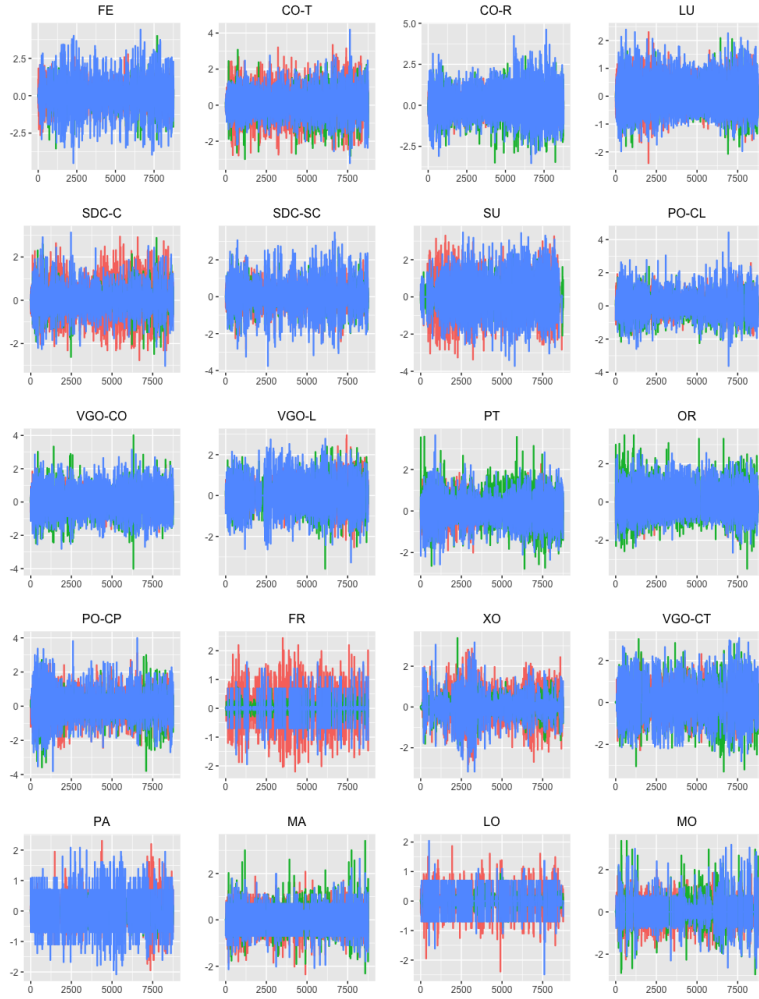 FE CO-T CO-R LU
2.5 0.0 -2.5
4 2 0 -2
5.0 2.5 0.0 -2.5
2 1 0 -1 -2
0 2500 5000 7500 0 2500 5000 7500 0 2500 5000 7500 0 2500 5000 7500
SDC-C SDC-SC SU PO-CL
2 0 -2
2 0 -2 -4
2 0 -2 -4
4 2 0 -2 -4
0 2500 5000 7500 0 2500 5000 7500 0 2500 5000 7500 0 2500 5000 7500
VGO-CO VGO-L PT OR
4 2 0 -2 -4
2 0 -2
2 0 -2
2 0 -2
0 2500 5000 7500 0 2500 5000 7500 0 2500 5000 7500 0 2500 5000 7500
PO-CP FR XO VGO-CT
4 2 0 -2 -4
2 1 0 -1 -2
2 0 -2
2 0 -2
0 2500 5000 7500 0 2500 5000 7500 0 2500 5000 7500 0 2500 5000 7500
PA MA LO MO
2 1 0 -1 -2
2 0 -2
2 1 0 -1 -2
2 0 -2
0 2500 5000 7500 0 2500 5000 7500 0 2500 5000 7500 0 2500 5000 7500